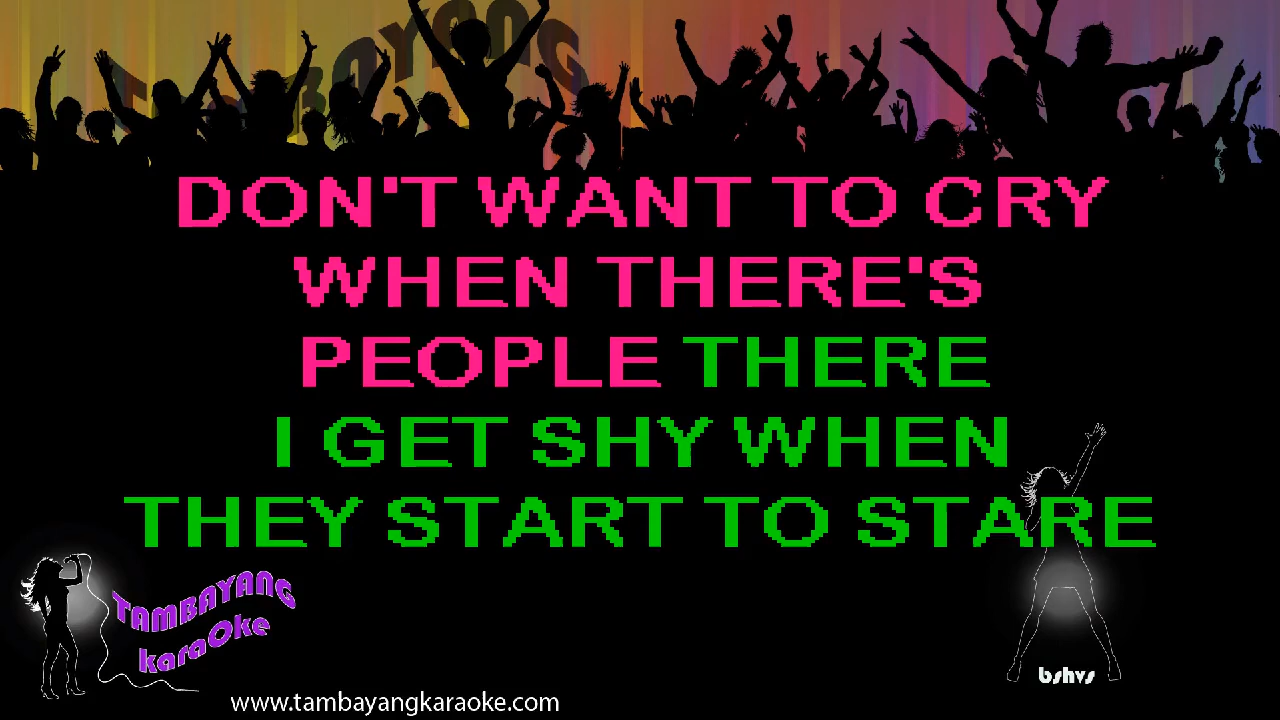 TAMBAYANG
DON'T WANT TO CRY
WHEN THERE'S
PEOPLE THERE
I GET SHY WHEN
THEY START TO STARE
TAMBAYANG
karaOke
bshvs
www.tambayangkaraoke.com